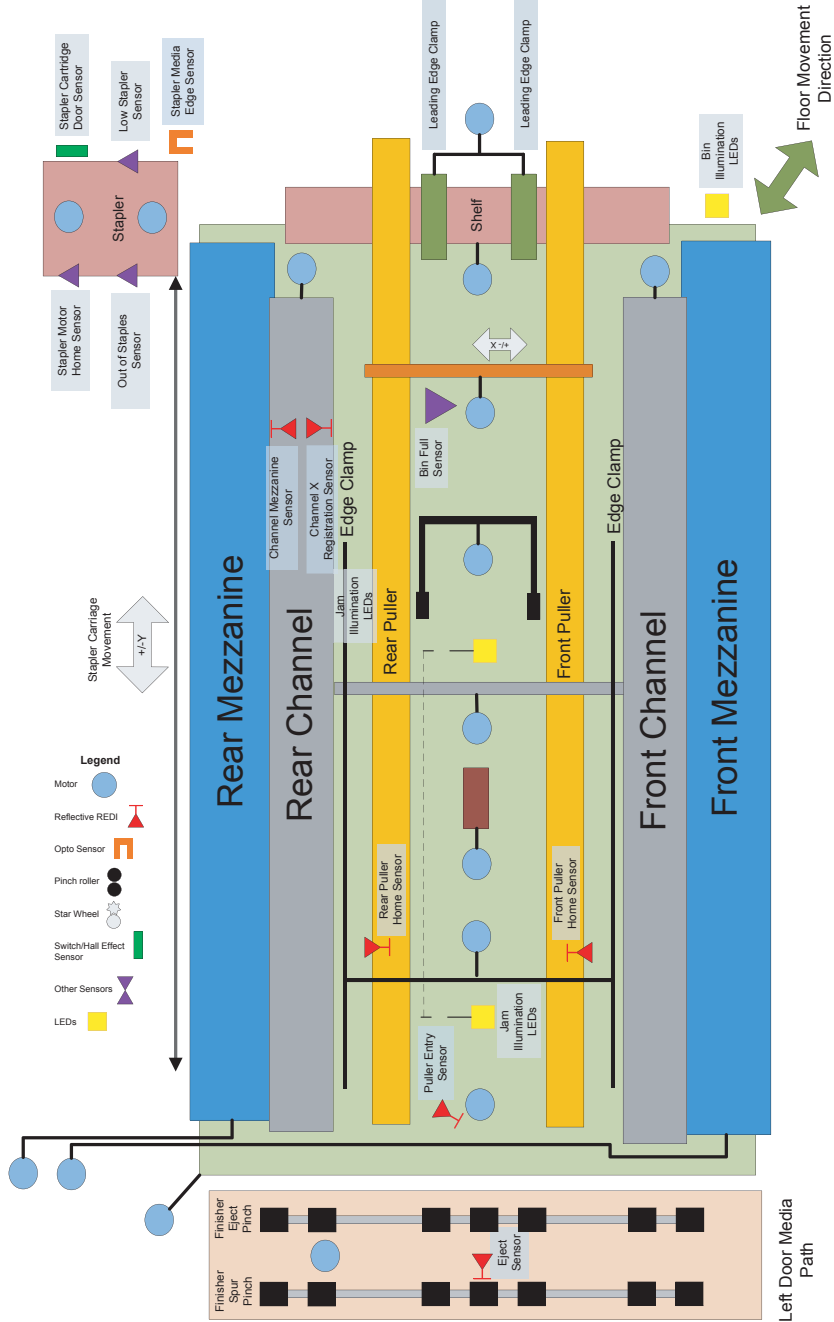 Stapler Cartridge
Door Sensor
Low Stapler
Sensor
Stapler Media
Edge Sensor
Stapler
Stapler Motor
Home Sensor
Out of Staples
Sensor
Stapler Carriage
Movement
+/-Y
Legend
Motor
Reflective REDI
Opto Sensor
Pinch roller
Star Wheel
Switch/Hall Effect
Sensor
Other Sensors
LEDs
Rear Mezzanine
Rear Channel
Channel Mezzanine
Sensor
Channel X
Registration Sensor
Edge Clamp
Jam
Illumination
LEDs
Rear Puller
Rear Puller
Home Sensor
Leading Edge Clamp
Leading Edge Clamp
Shelf
+/- X
Bin Full
Sensor
Puller Entry
Sensor
Jam
Illumination
LEDs
Front Puller
Front Puller
Home Sensor
Edge Clamp
Front Channel
Front Mezzanine
Bin
Illumination
LEDs
Floor Movement
Direction
Finisher
Eject
Pinch
Finisher
Spur
Pinch
Eject
Sensor
Left Door Media
Path